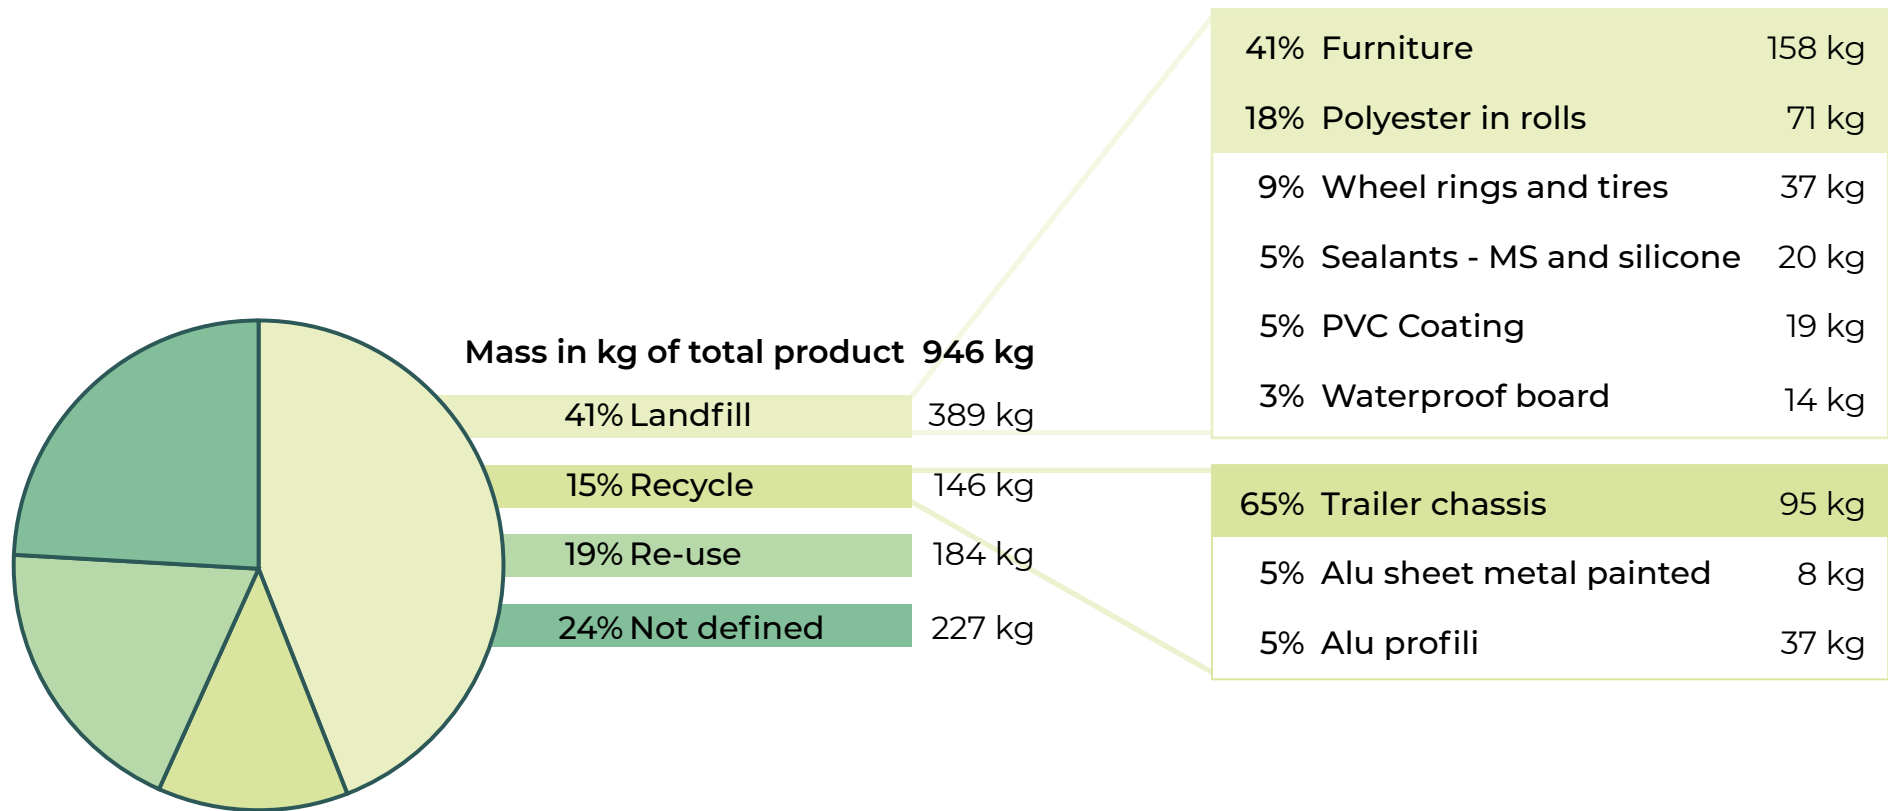 Mass in kg of total product 946 kg
41% Landfill 389 kg
15% Recycle 146 kg
19% Re-use 184 kg
24% Not defined 227 kg
41% Furniture 158 kg
18% Polyester in rolls 71 kg
9% Wheel rings and tires 37 kg
5% Sealants - MS and silicone 20 kg
5% PVC Coating 19 kg
3% Waterproof board 14 kg
65% Trailer chassis 95 kg
5% Alu sheet metal painted 8 kg
5% Alu profili 37 kg